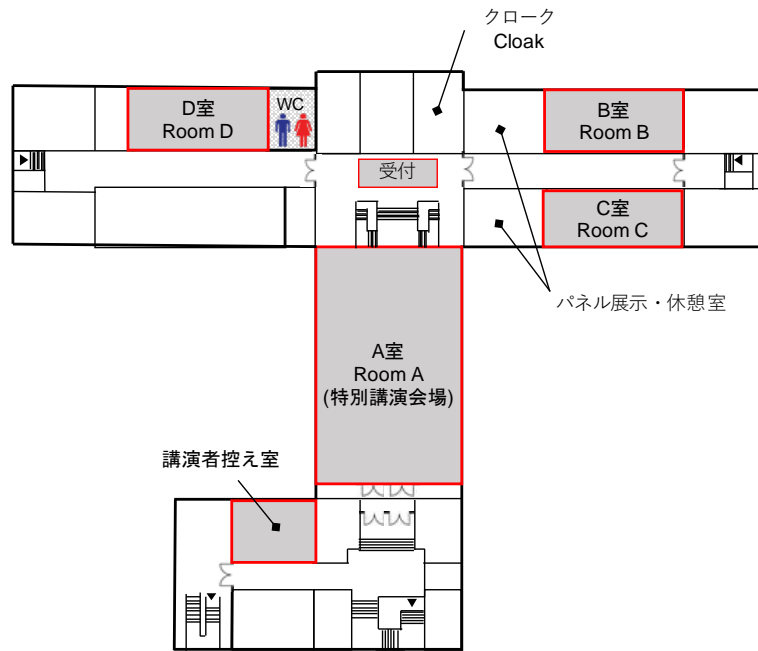 クローク
Cloak
D室
Room D
WC
B室
Room B
受付
C室
Room C
パネル展示・休憩室
A室
Room A
(特別講演会場)
講演者控え室